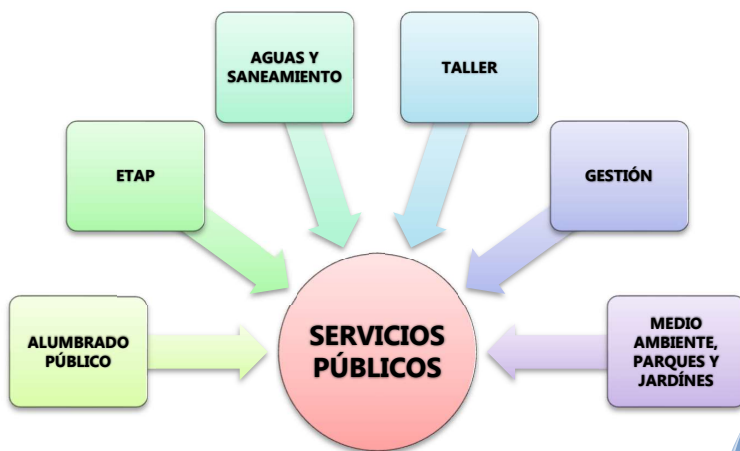 AGUAS Y
SANEAMIENTO
TALLER
ETAP
GESTIÓN
ALUMBRADO
PÚBLICO
SERVICIOS
PÚBLICOS
MEDIO
AMBIENTE,
PARQUES Y
JARDÍNES